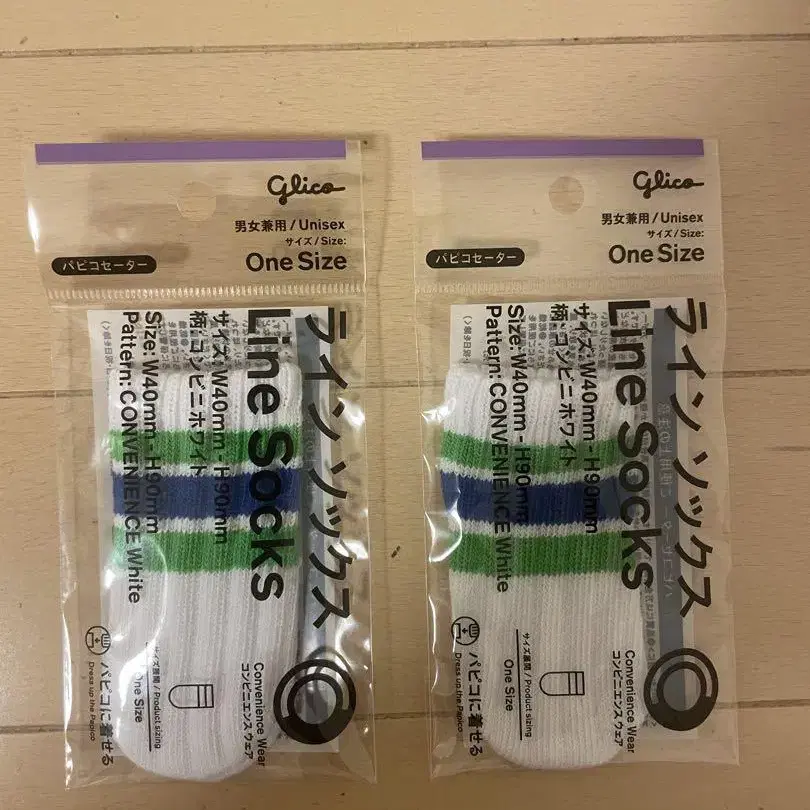 glico
男女兼用 / Unisex
サイズ / Size:
One Size
パピコセーター
ライン ソックス
Line Socks
サイズ: W40mm - H90mm
柄: コンビニホワイト
Size: W40mm - H90mm
Pattern: CONVENIENCE White
Convenience Wear
コンビニエンス ウェア
サイズ展開 / Product sizing
One Size
パピコに着せる
Dress up the Papico
glico
男女兼用 / Unisex
サイズ / Size:
One Size
パピコセーター
ライン ソックス
Line Socks
サイズ: W40mm - H90mm
柄: コンビニホワイト
Size: W40mm - H90mm
Pattern: CONVENIENCE White
Convenience Wear
コンビニエンス ウェア
サイズ展開 / Product sizing
One Size
パピコに着せる
Dress up the Papico